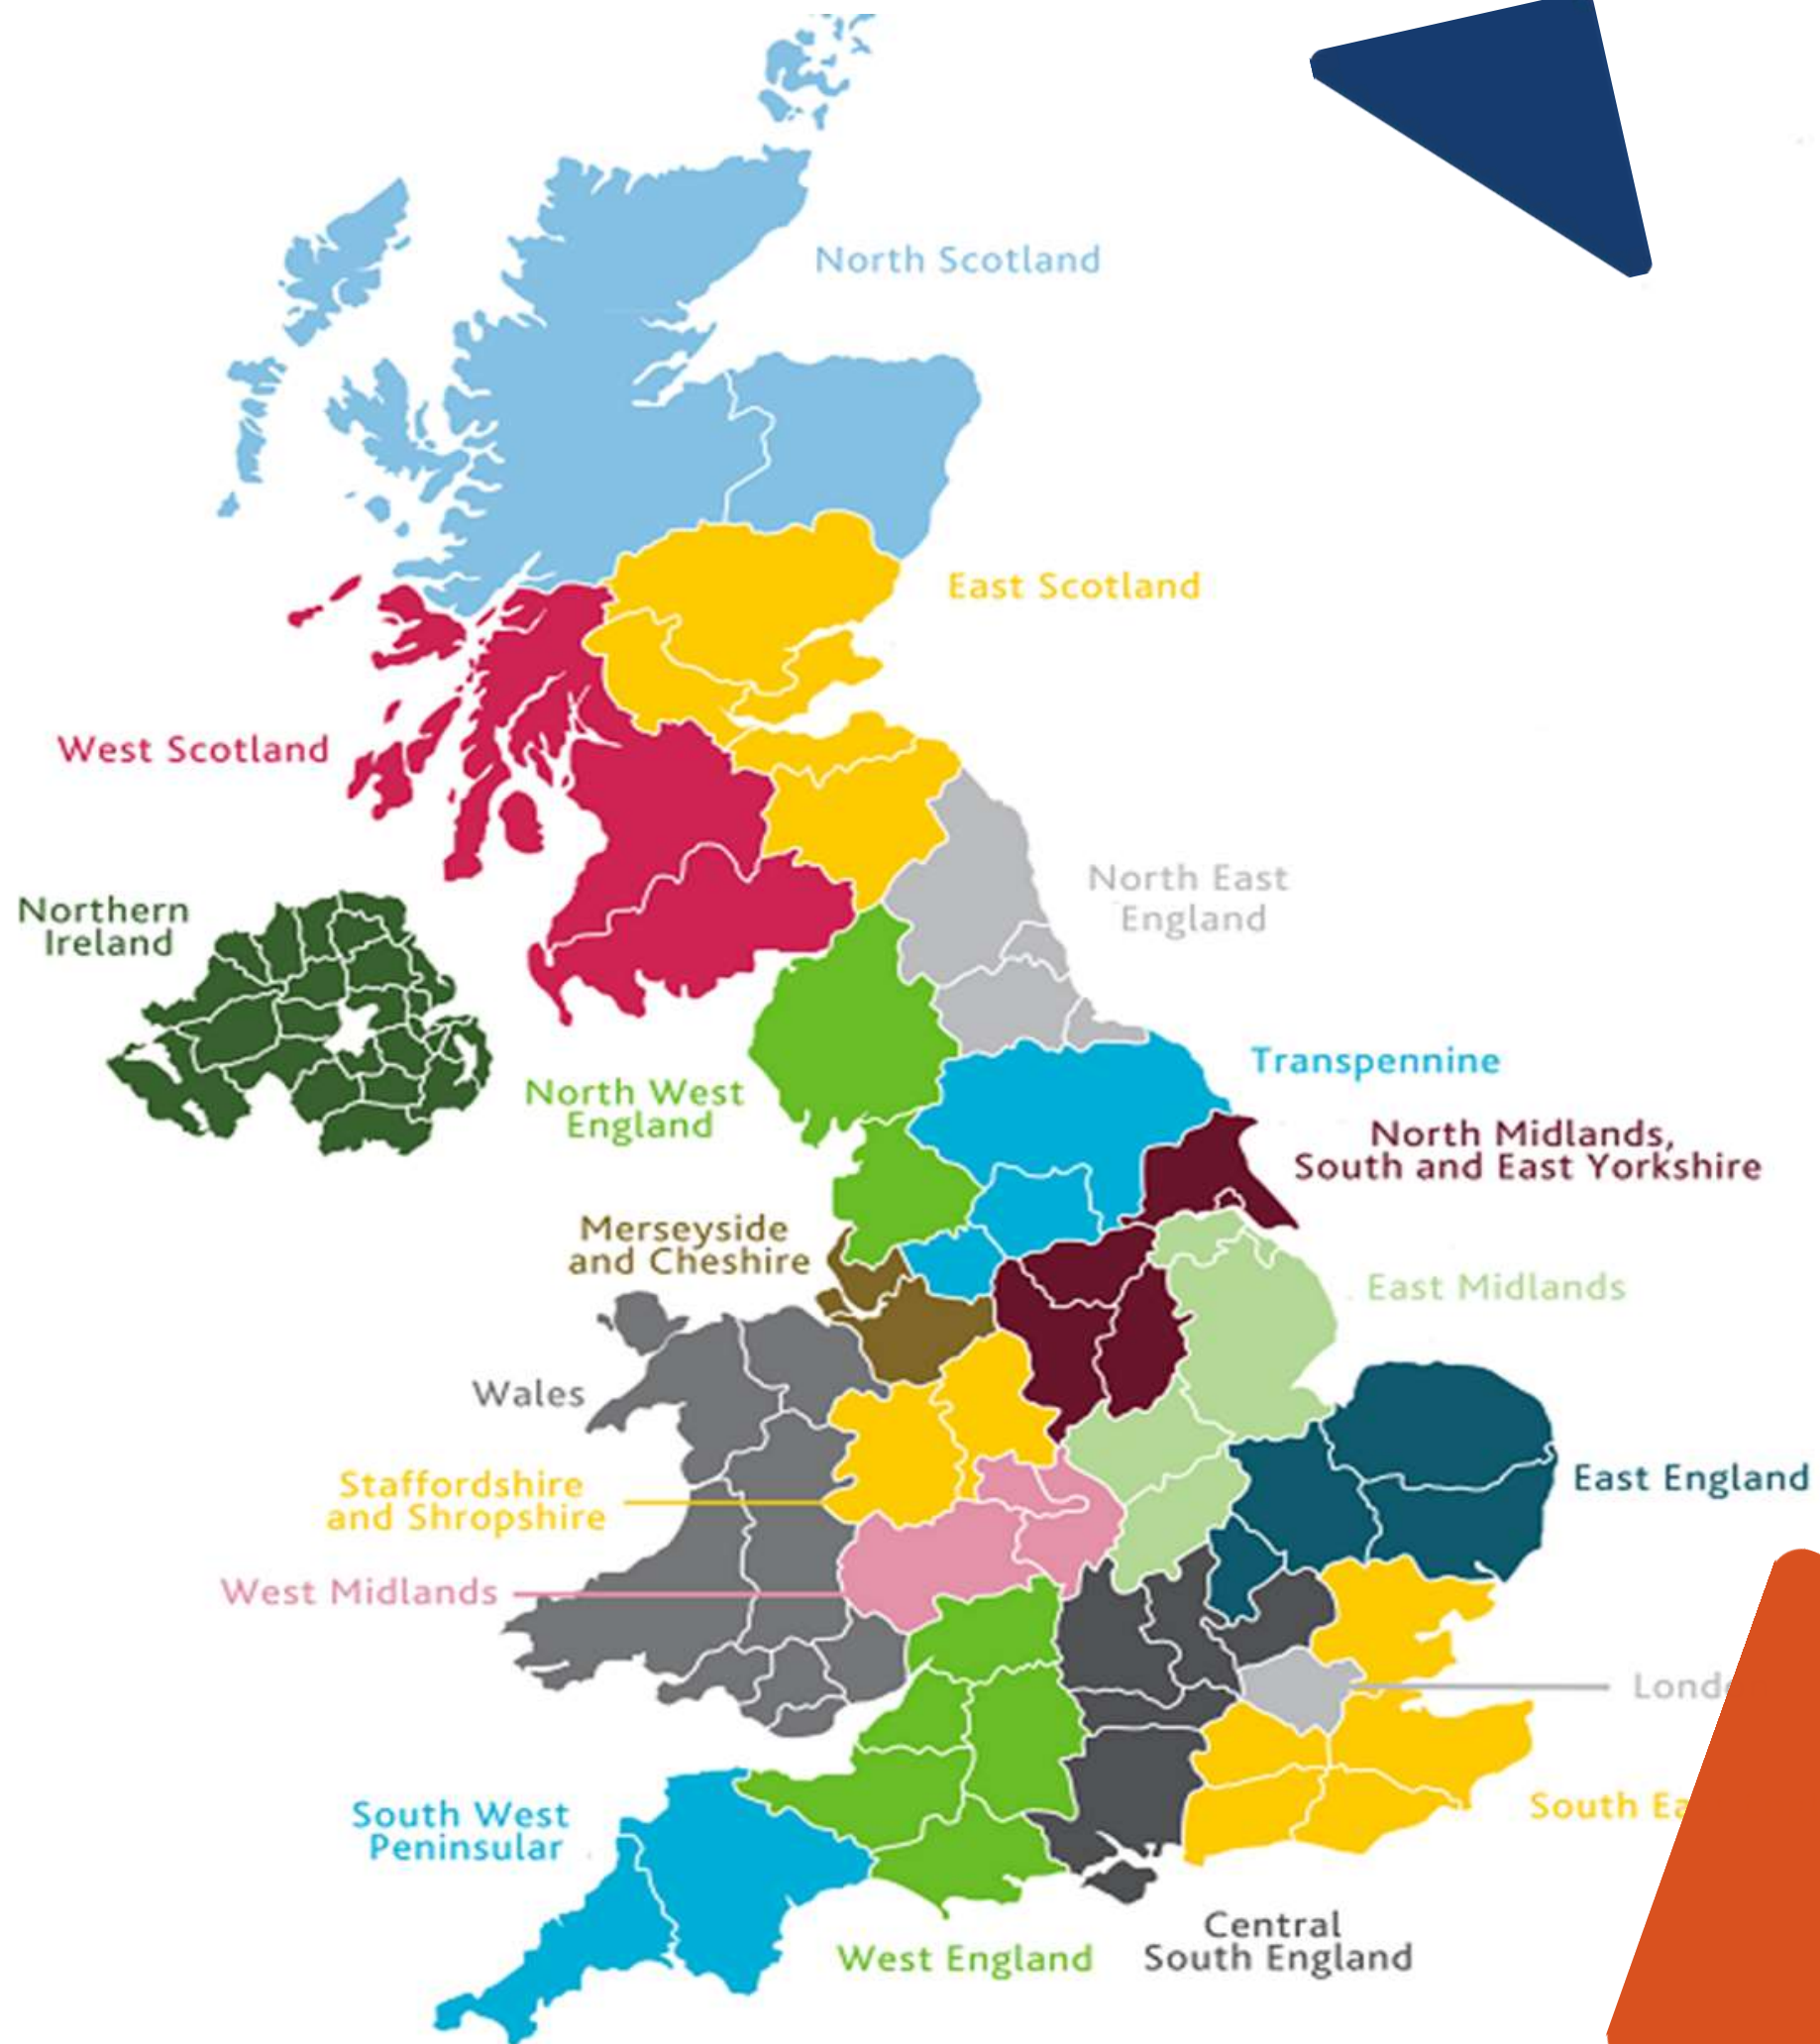 North Scotland
East Scotland
West Scotland
North East
England
Northern
Ireland
Transpennine
North West
England
North Midlands,
South and East Yorkshire
Merseyside
and Cheshire
East Midlands
Wales
East England
Staffordshire
and Shropshire
West Midlands
South West
Peninsular
South
West England
Central
South England